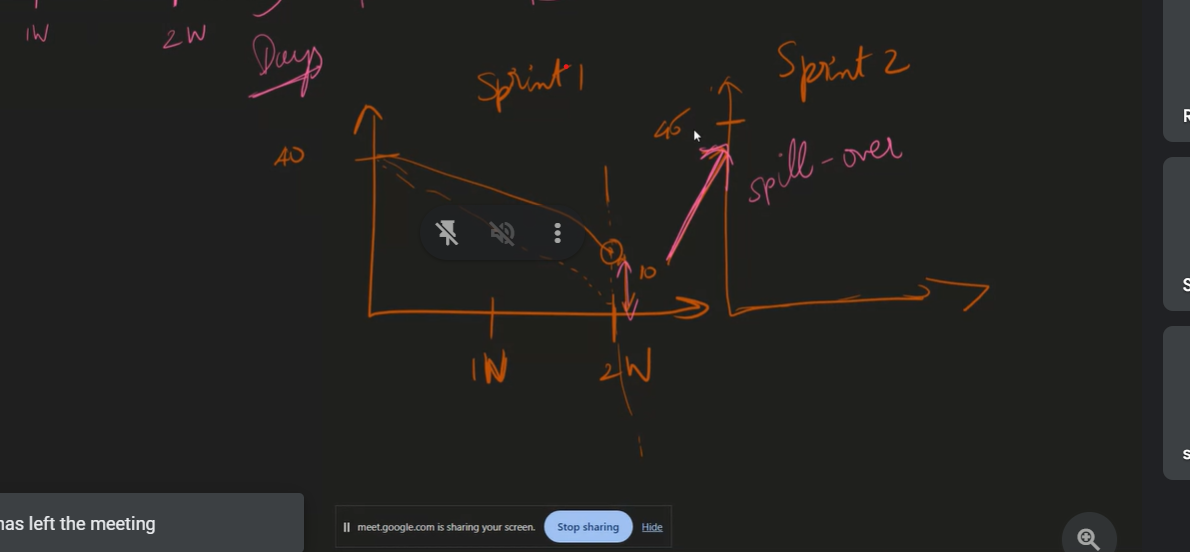 1W
2W
Days
Sprint 1
Sprint 2
40
spill-over
10
1W
2W
has left the meeting
meet.google.com is sharing your screen.
Stop sharing
Hide